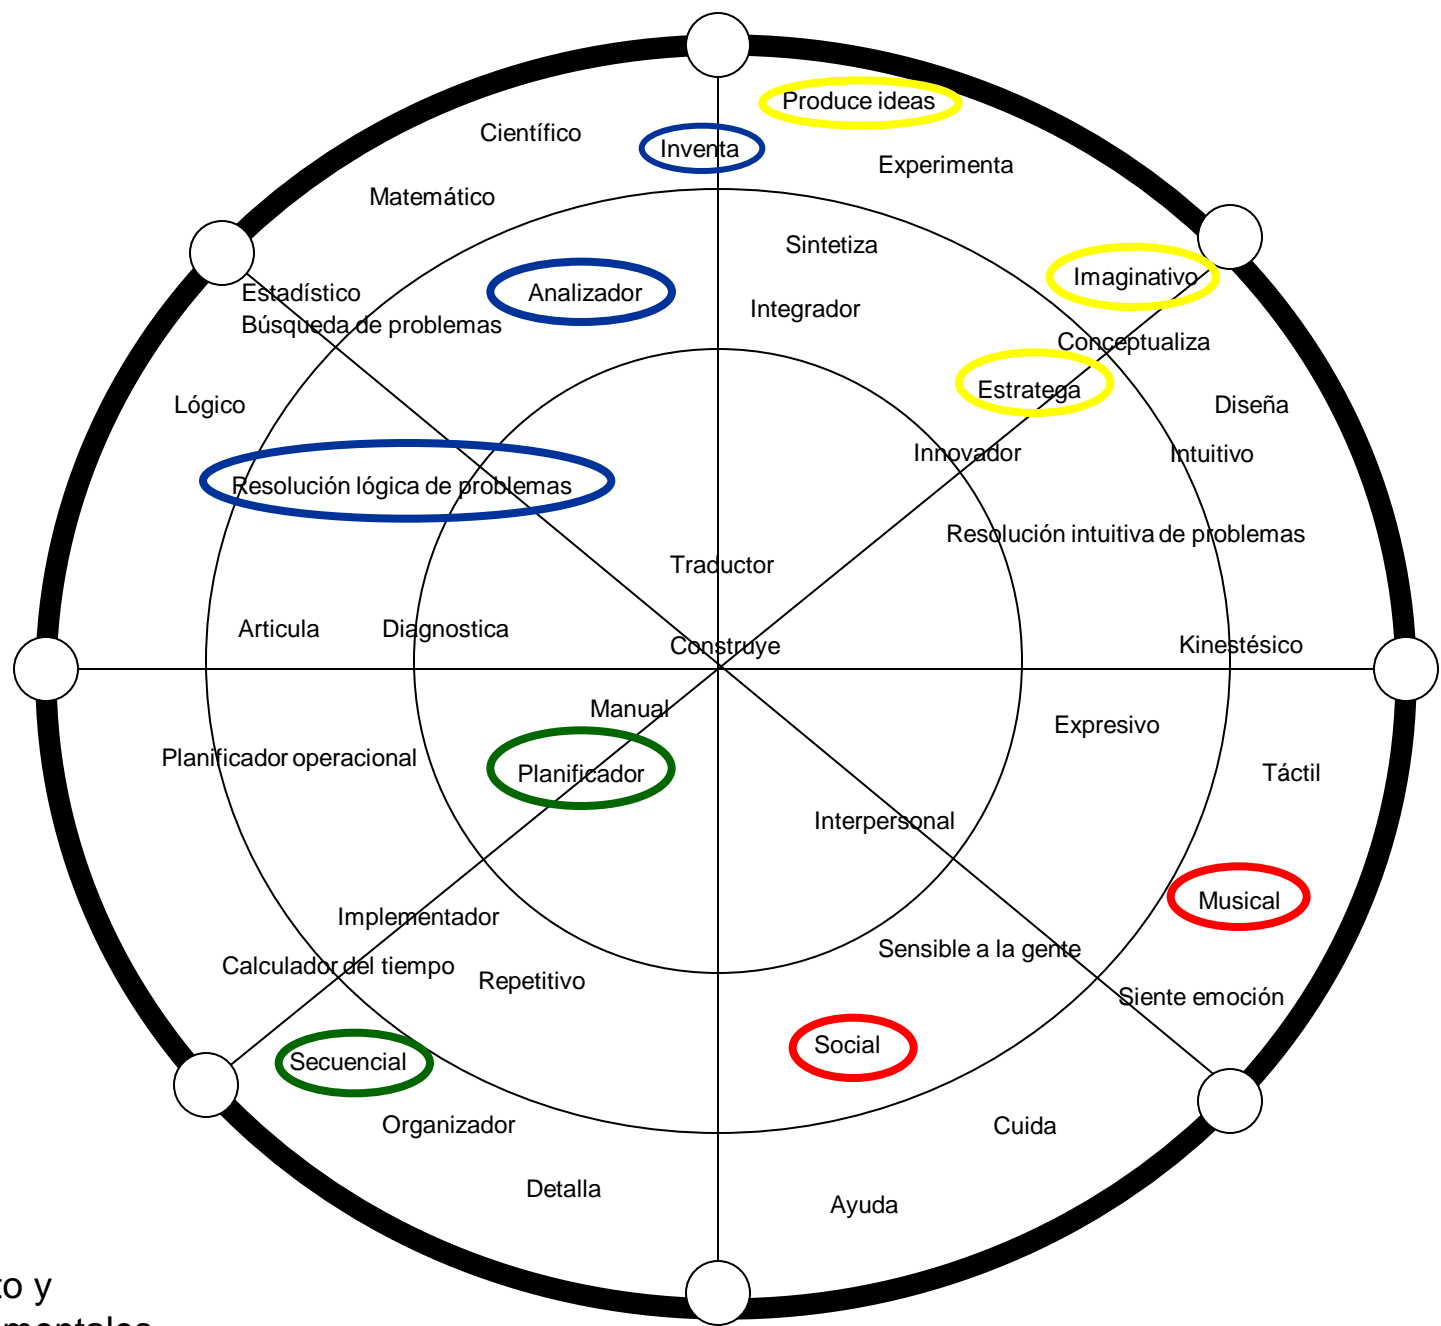 Produce ideas
Científico
Inventa
Experimenta
Matemático
Sintetiza
Imaginativo
Estadístico
Analizador
Integrador
Búsqueda de problemas
Conceptualiza
Estratega
Lógico
Diseña
Innovador
Intuitivo
Resolución lógica de problemas
Resolución intuitiva de problemas
Traductor
Articula
Diagnostica
Construye
Kinestésico
Manual
Expresivo
Planificador operacional
Planificador
Táctil
Interpersonal
Musical
Implementador
Sensible a la gente
Calculador del tiempo
Repetitivo
Siente emoción
Secuencial
Social
Organizador
Cuida
Detalla
Ayuda
to y
mentales